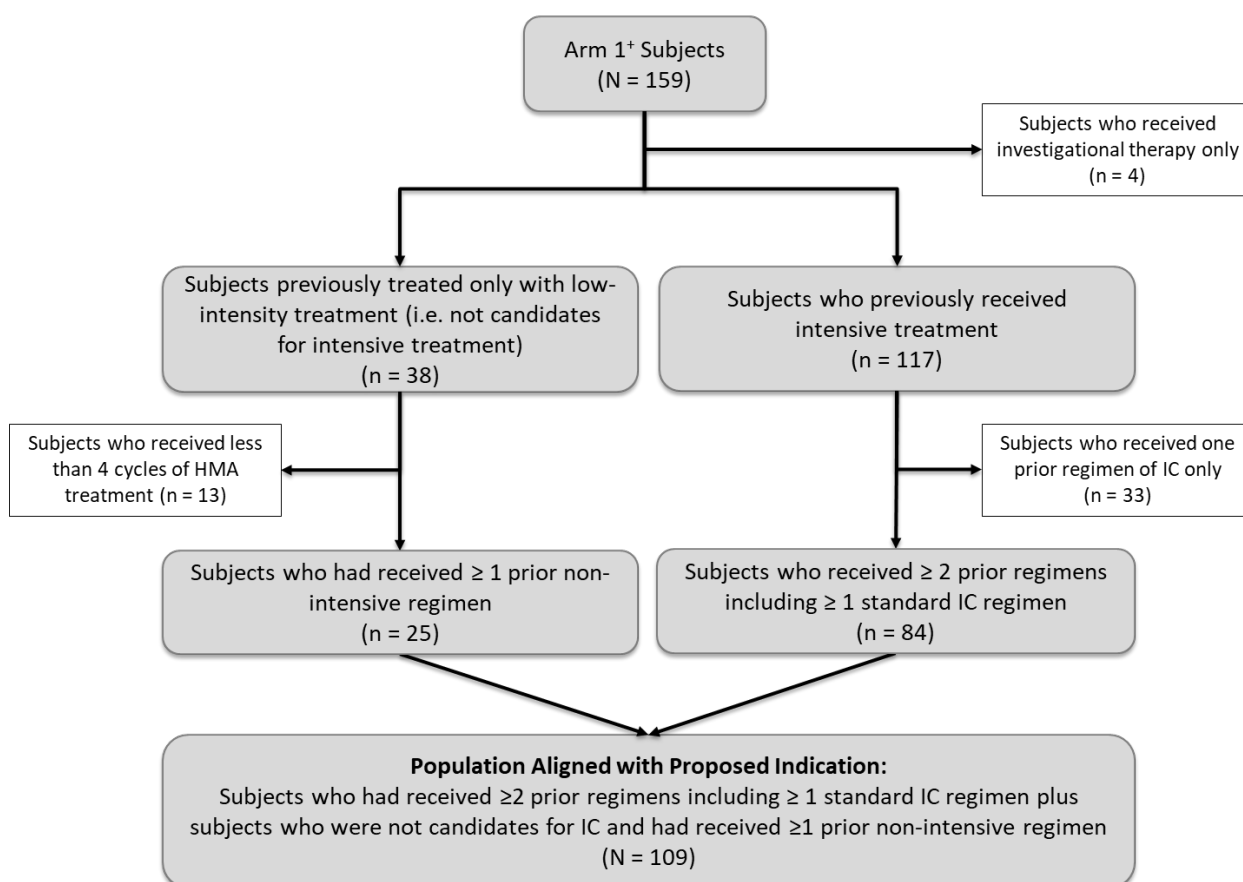 Arm 1⁺ Subjects
(N = 159)
Subjects who received
investigational therapy only
(n = 4)
Subjects previously treated only with low-
intensity treatment (i.e. not candidates
for intensive treatment)
(n = 38)
Subjects who previously received
intensive treatment
(n = 117)
Subjects who received less
than 4 cycles of HMA
treatment (n = 13)
Subjects who received one
prior regimen of IC only
(n = 33)
Subjects who had received ≥ 1 prior non-
intensive regimen
(n = 25)
Subjects who received ≥ 2 prior regimens
including ≥ 1 standard IC regimen
(n = 84)
Population Aligned with Proposed Indication:
Subjects who had received ≥2 prior regimens including ≥ 1 standard IC regimen plus
subjects who were not candidates for IC and had received ≥1 prior non-intensive regimen
(N = 109)